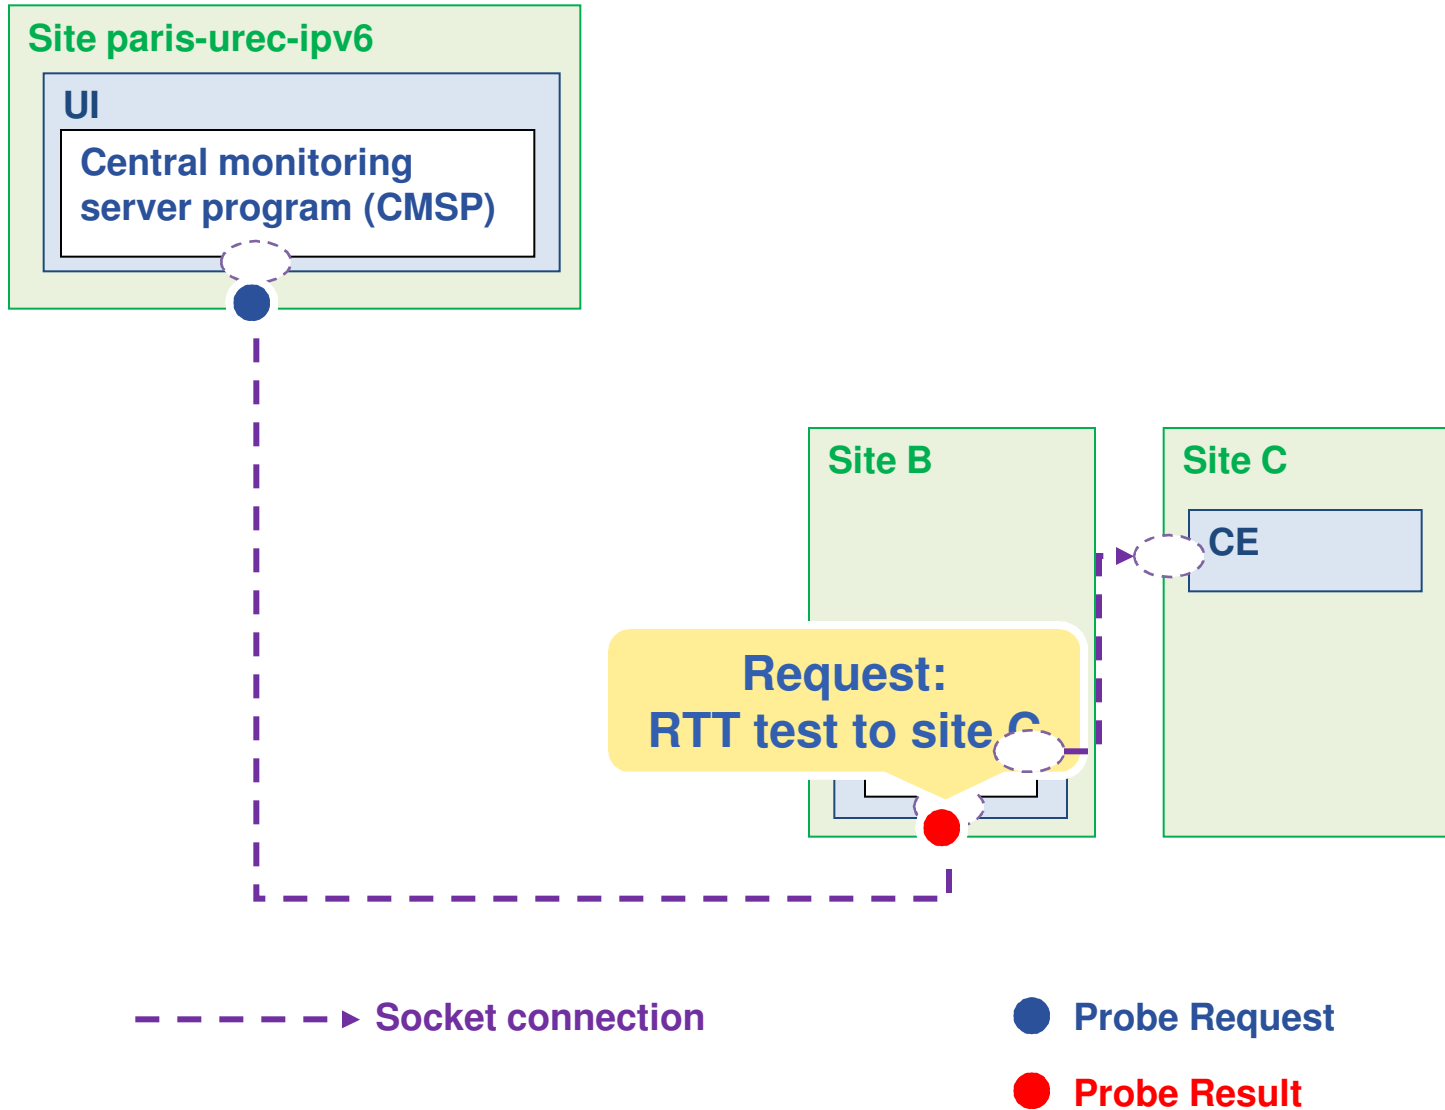 Site paris-urec-ipv6
UI
Central monitoring
server program (CMSP)
Site B
Site C
CE
Request:
RTT test to site C
Socket connection
Probe Request
Probe Result